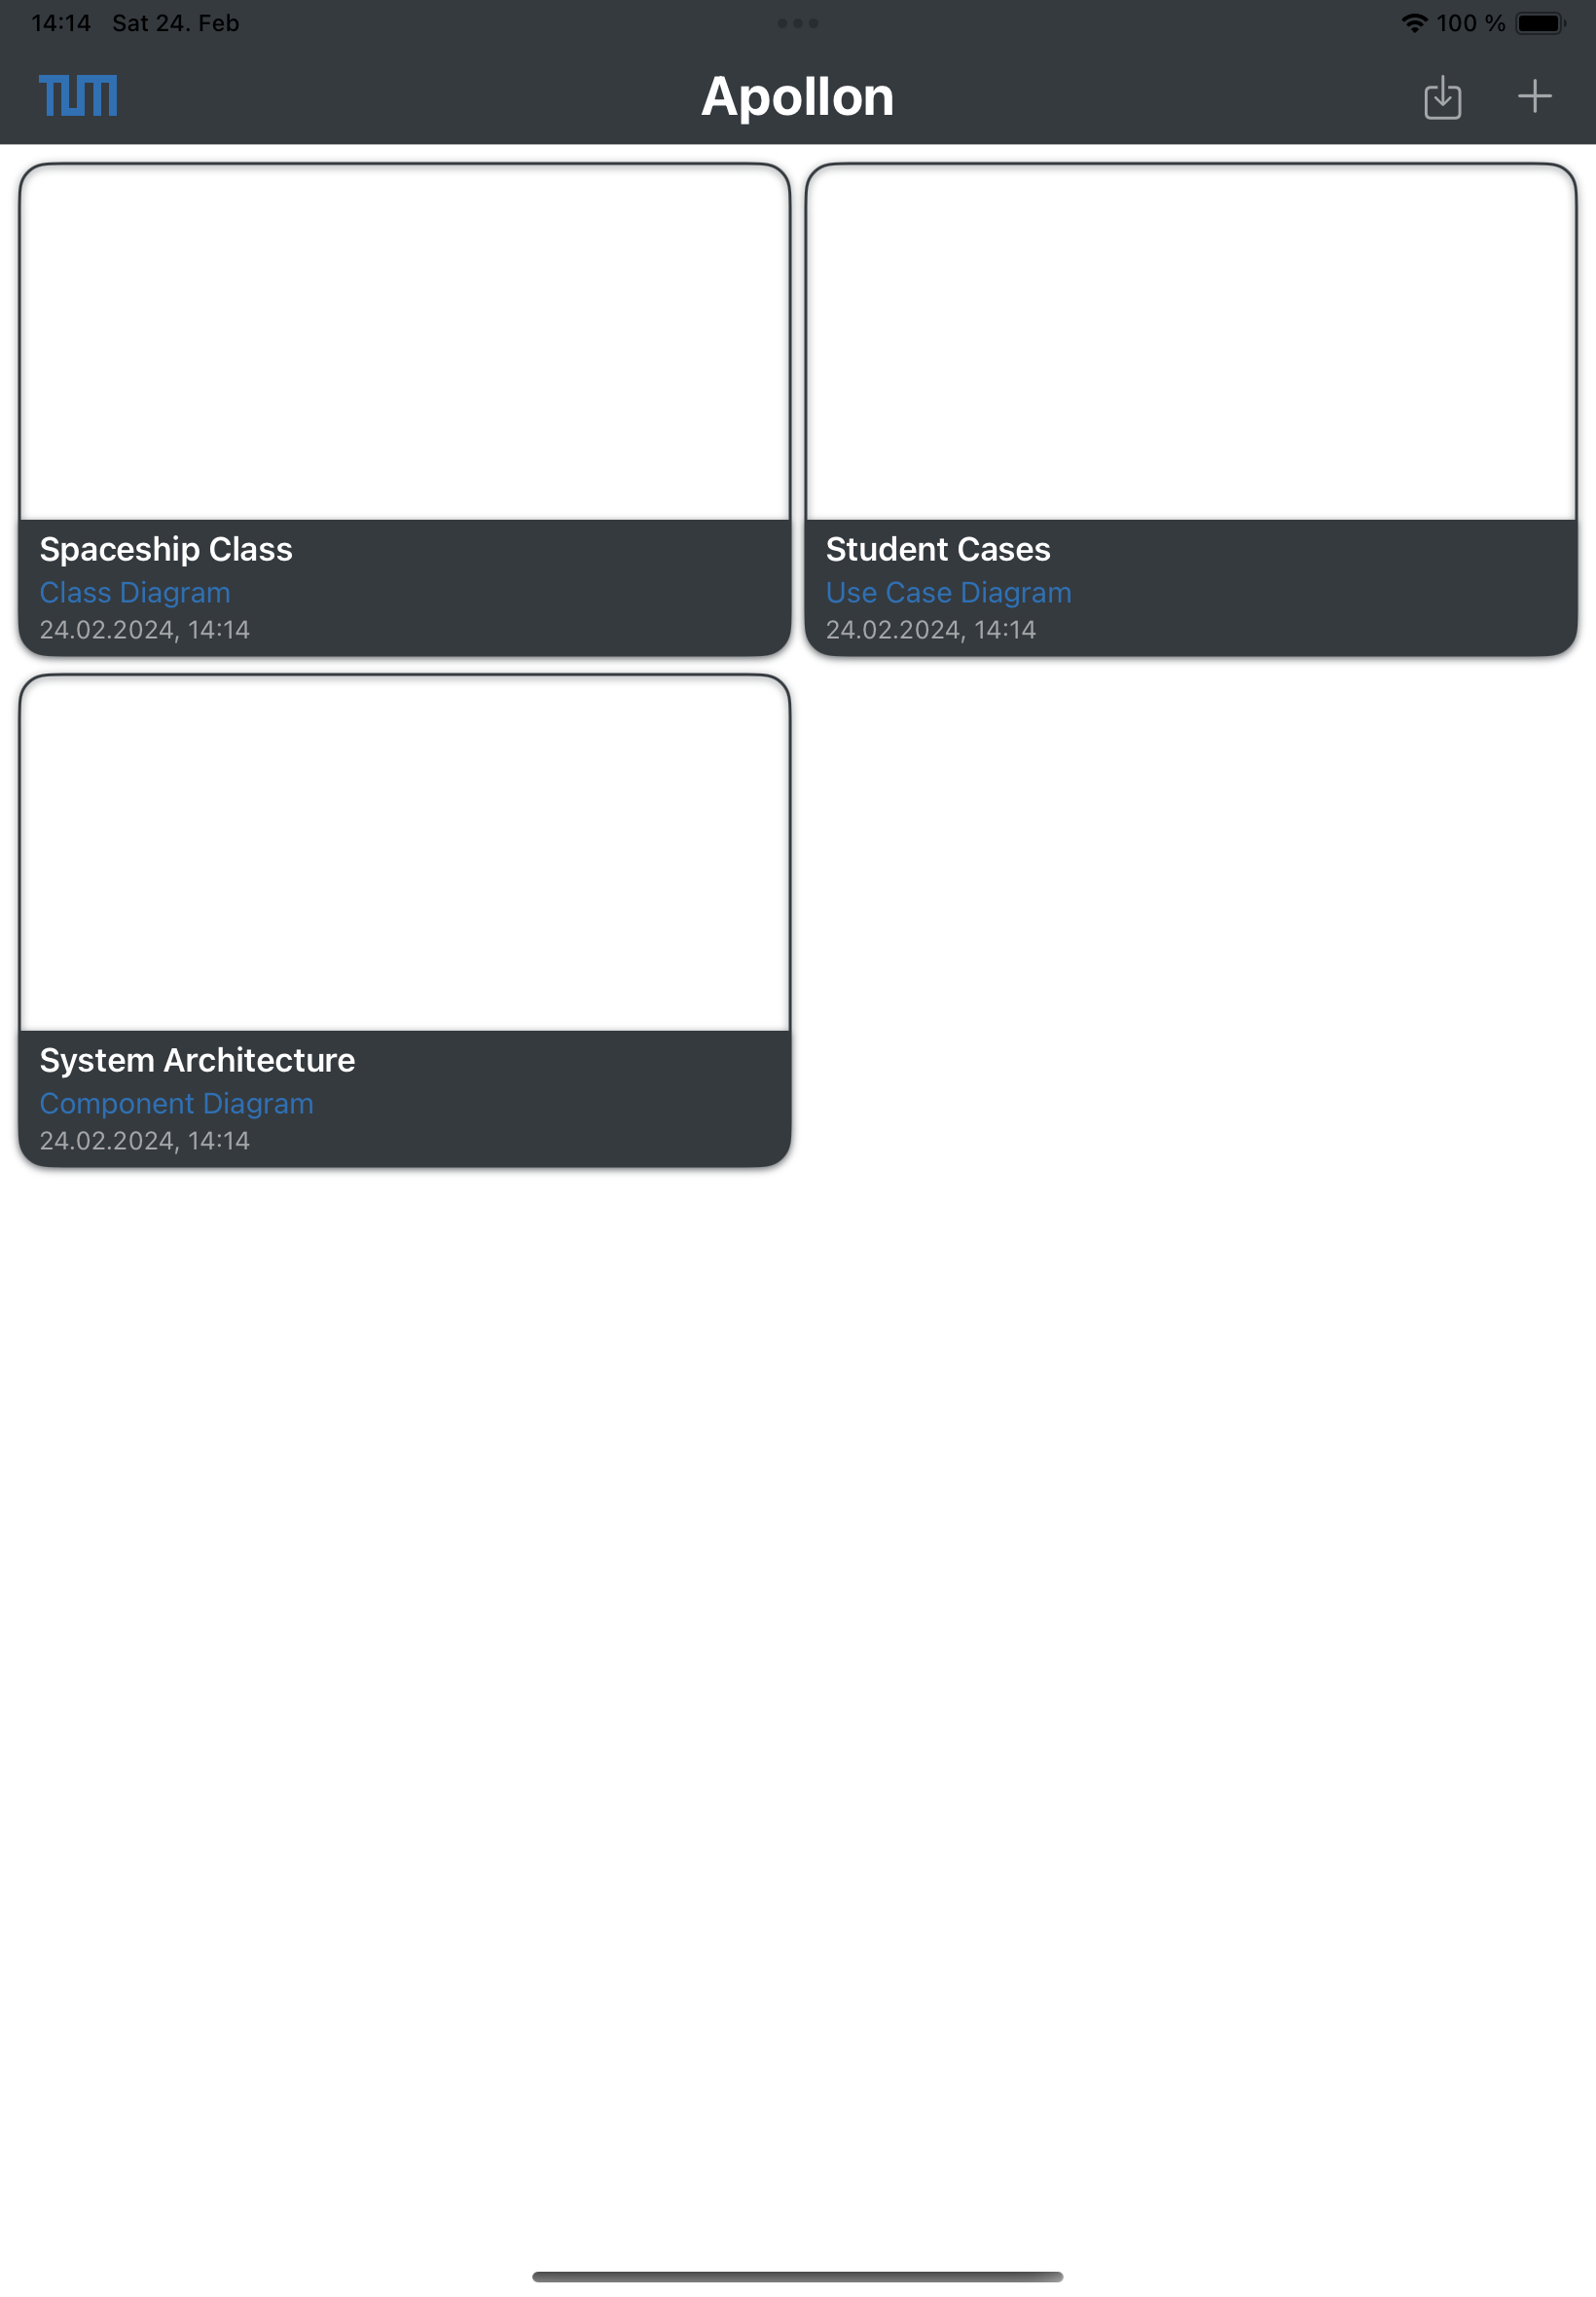 14:14 Sat 24. Feb
100 %
TUM
Apollon
Spaceship Class
Class Diagram
24.02.2024, 14:14
Student Cases
Use Case Diagram
24.02.2024, 14:14
System Architecture
Component Diagram
24.02.2024, 14:14